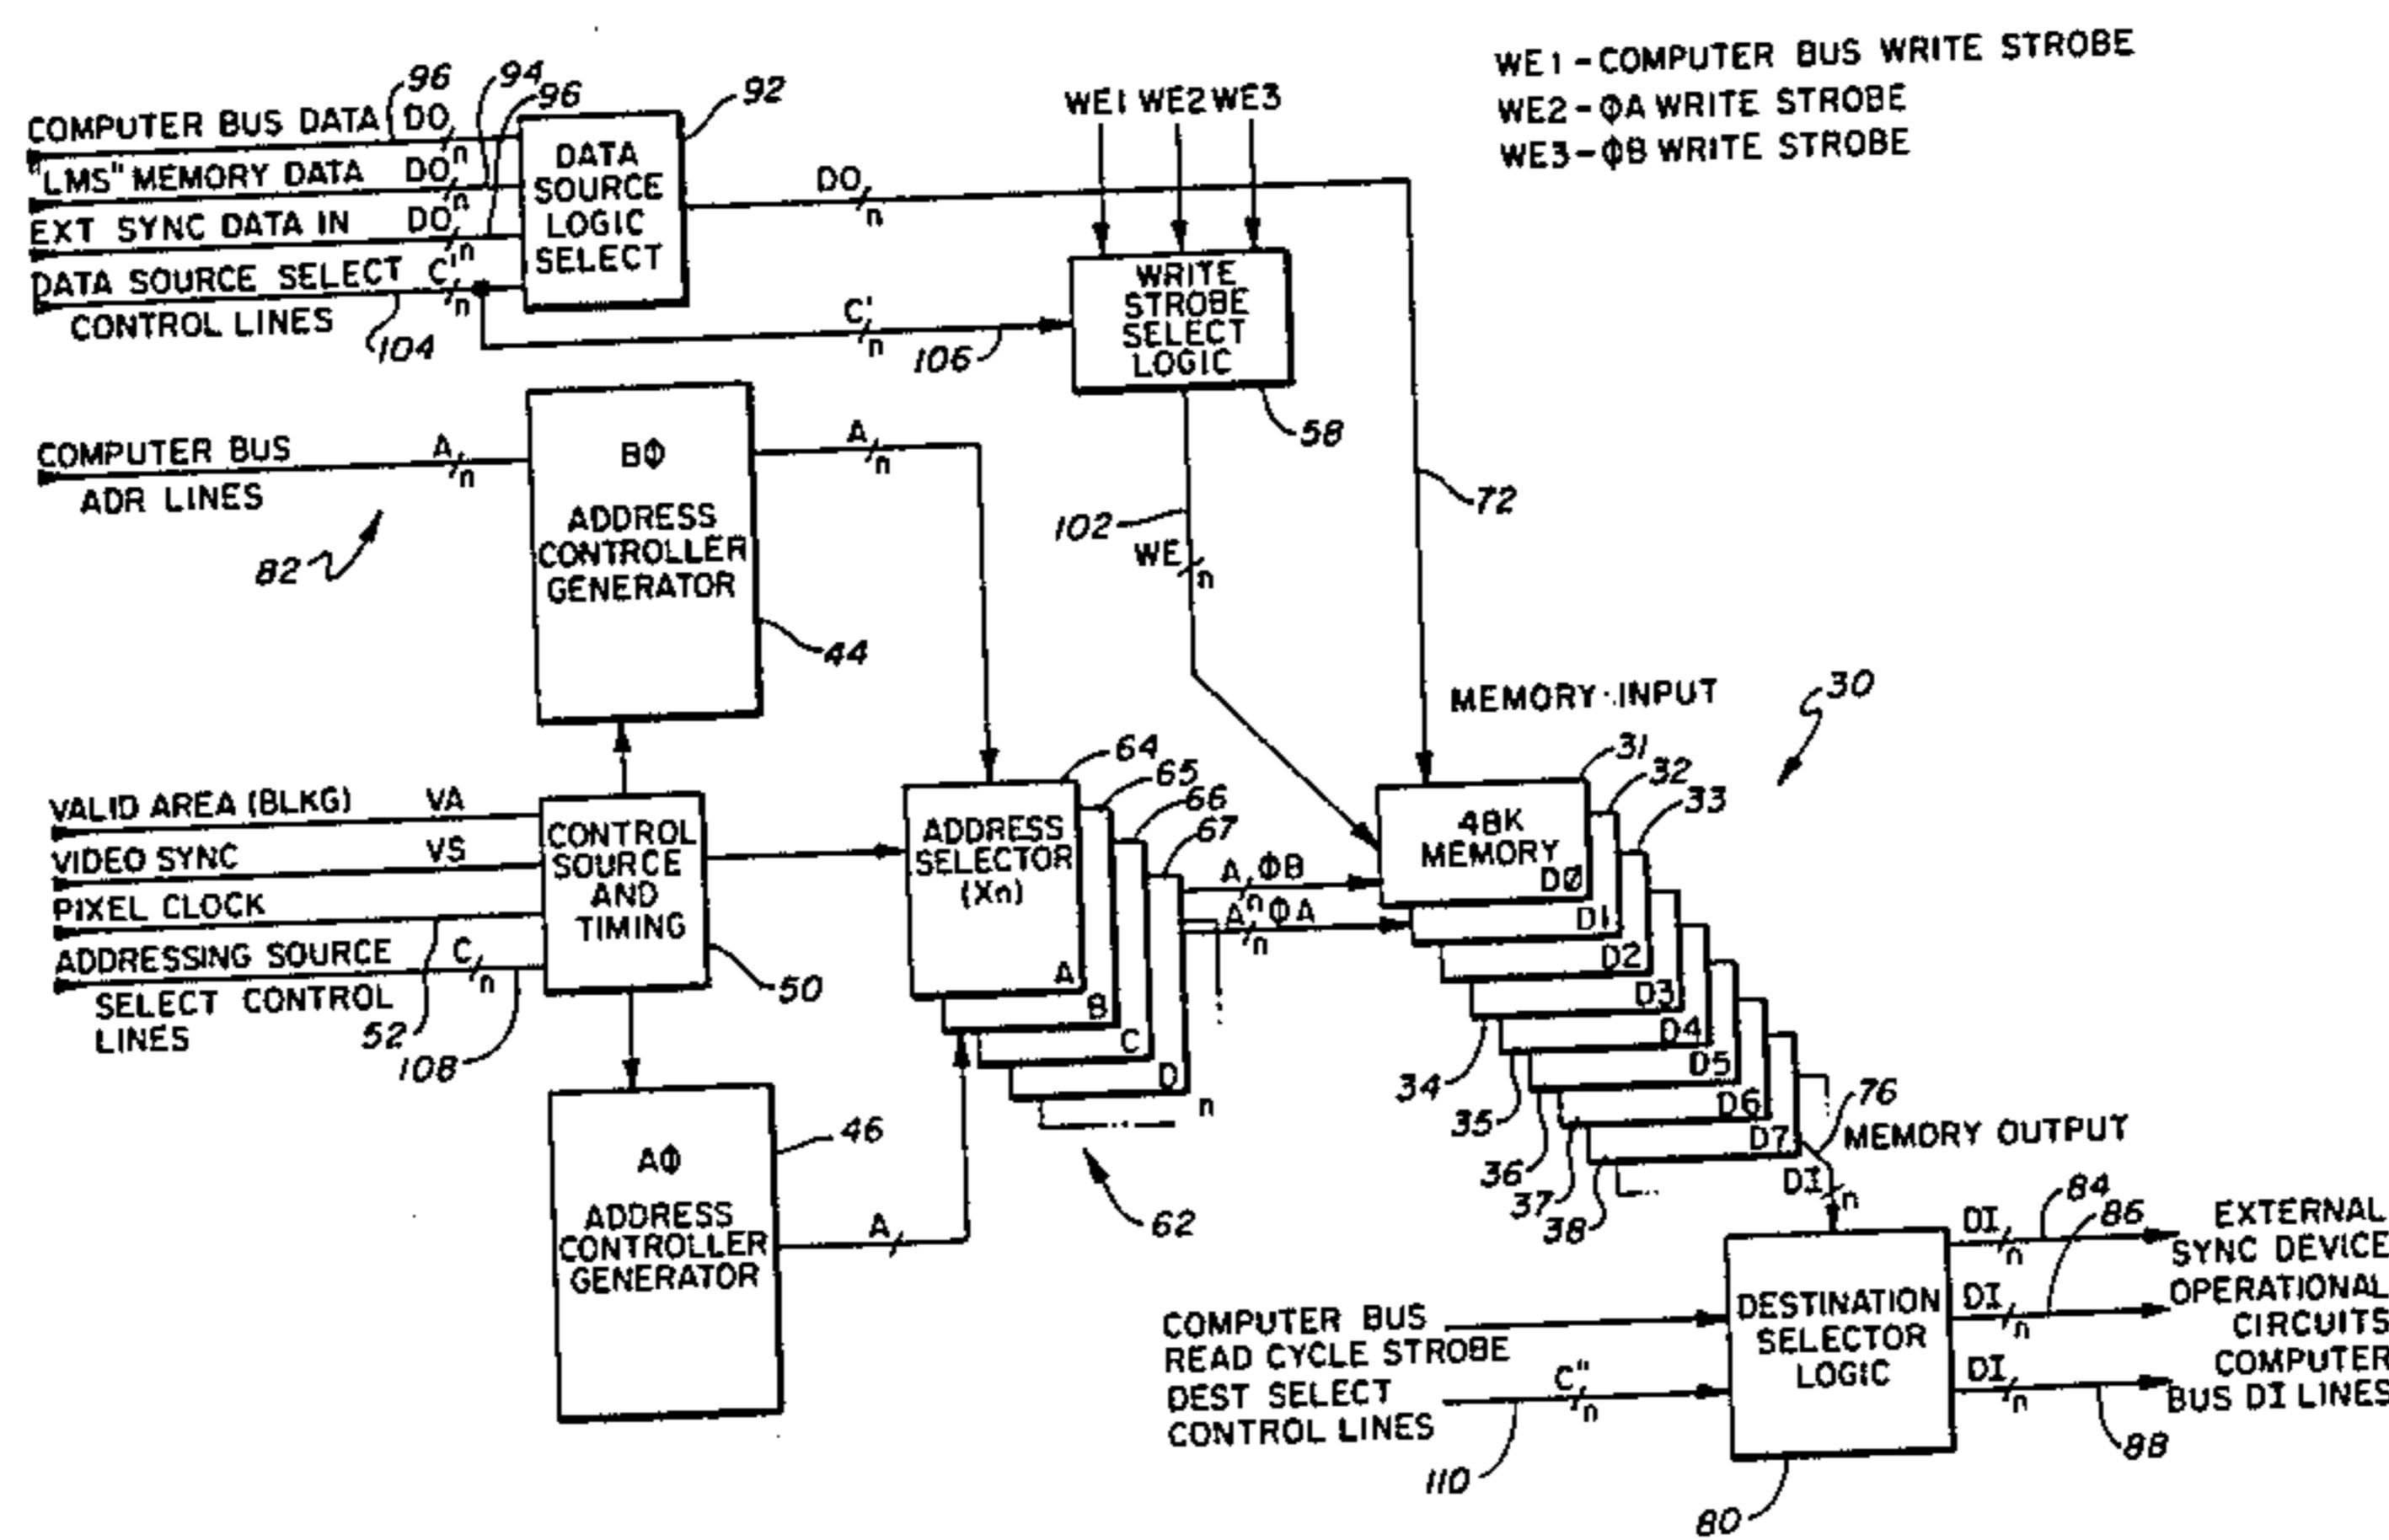 WE1 - COMPUTER BUS WRITE STROBE
WE2 - ΦA WRITE STROBE
WE3 - ΦB WRITE STROBE
96
94
96
92
COMPUTER BUS DATA DO n
"LMS" MEMORY DATA DO n
EXT SYNC DATA IN DO n
DATA SOURCE SELECT C' n
CONTROL LINES
104
DATA
SOURCE
LOGIC
SELECT
DO n
WE1 WE2 WE3
WRITE
STROBE
SELECT
LOGIC
C' n
106
58
72
102
WE n
COMPUTER BUS A n
ADR LINES
82
BΦ
ADDRESS
CONTROLLER
GENERATOR
44
A n
VALID AREA (BLKG) VA
VIDEO SYNC VS
PIXEL CLOCK
ADDRESSING SOURCE C n
SELECT CONTROL
LINES
52
108
CONTROL
SOURCE
AND
TIMING
50
AΦ
ADDRESS
CONTROLLER
GENERATOR
46
A
ADDRESS
SELECTOR
(Xn)
A
B
C
D
n
64
65
66
67
62
A n ΦB
A n ΦA
MEMORY INPUT
30
31
32
33
48K
MEMORY
D0
D1
D2
D3
D4
D5
D6
D7
34
35
36
37
38
76
MEMORY OUTPUT
DI n
COMPUTER BUS
READ CYCLE STROBE
DEST SELECT
CONTROL LINES
C" n
110
DESTINATION
SELECTOR
LOGIC
80
DI n
84
EXTERNAL
SYNC DEVICE
DI n
86
OPERATIONAL
CIRCUITS
DI n
88
COMPUTER
BUS DI LINES